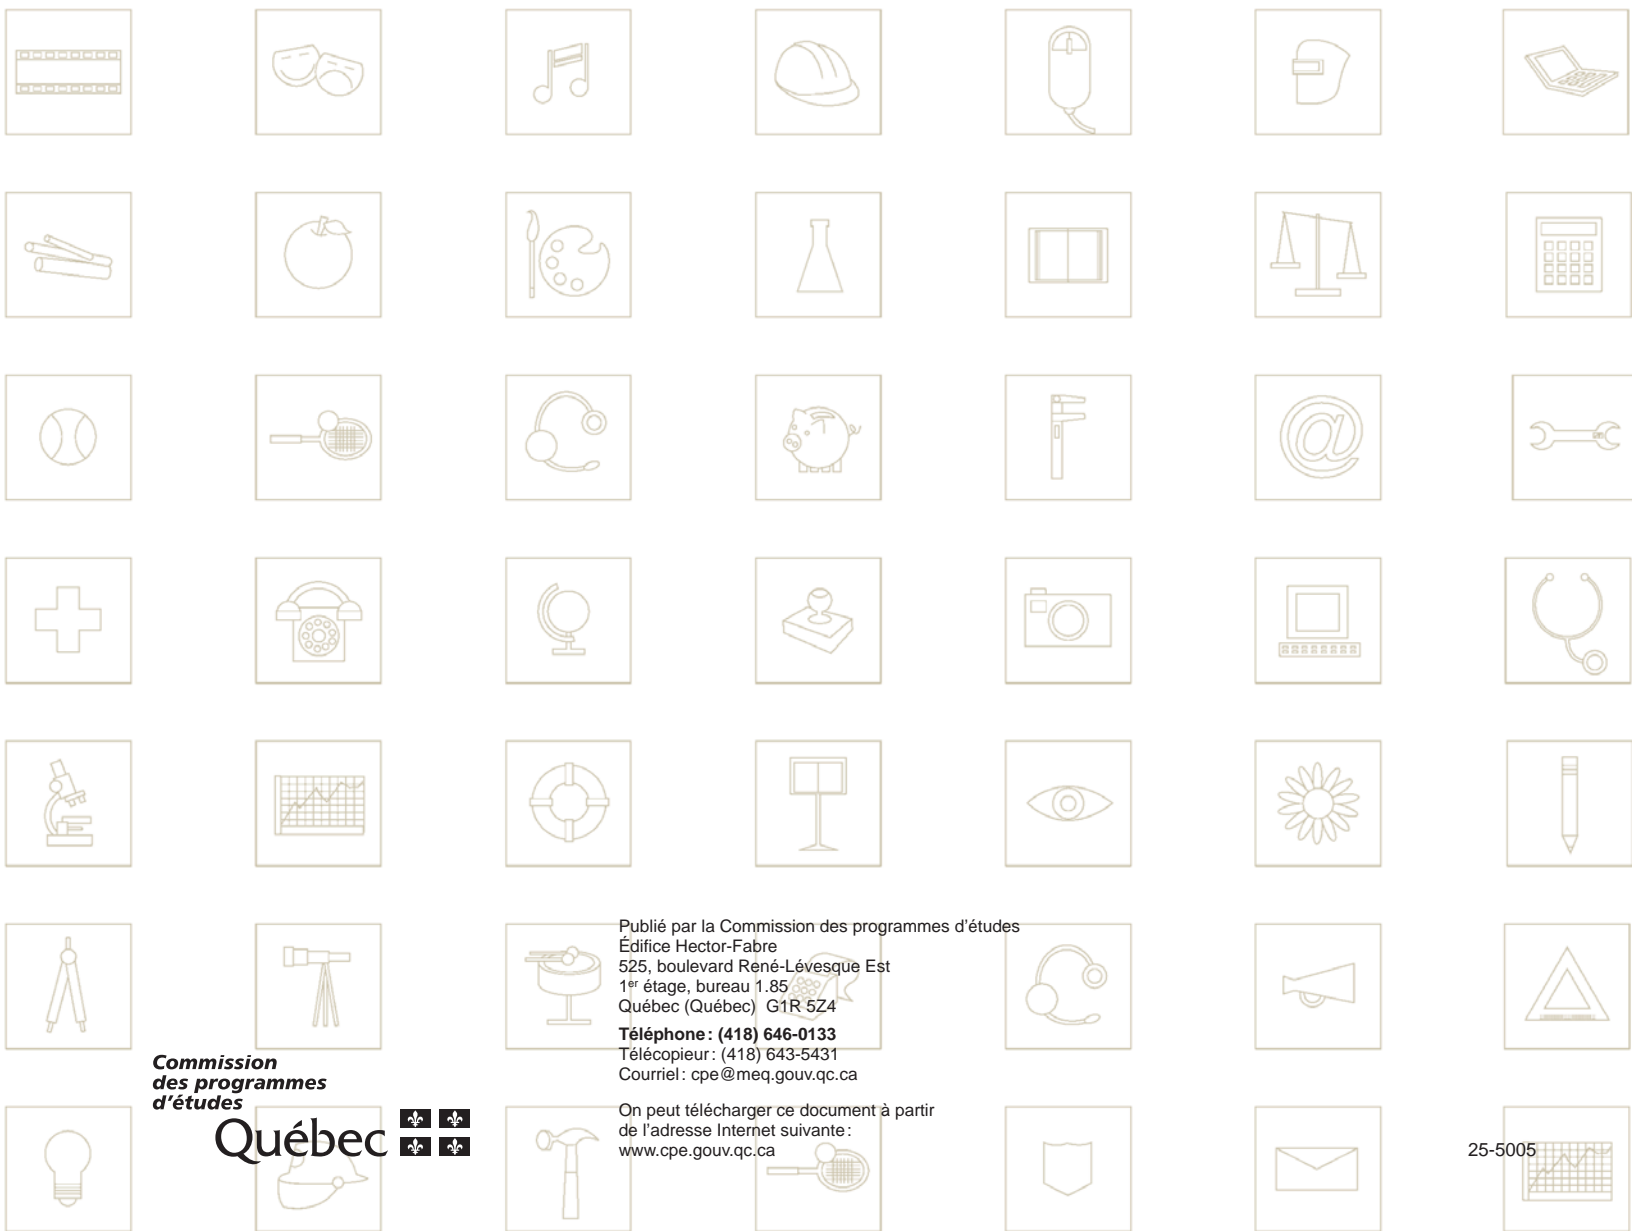 Publié par la Commission des programmes d'études
Édifice Hector-Fabre
525, boulevard René-Lévesque Est
1er étage, bureau 1.85
Québec (Québec)  G1R 5Z4
Téléphone : (418) 646-0133
Télécopieur : (418) 643-5431
Courriel : cpe@meq.gouv.qc.ca
On peut télécharger ce document à partir
de l'adresse Internet suivante :
www.cpe.gouv.qc.ca
Commission
des programmes
d'études
Québec
25-5005
@